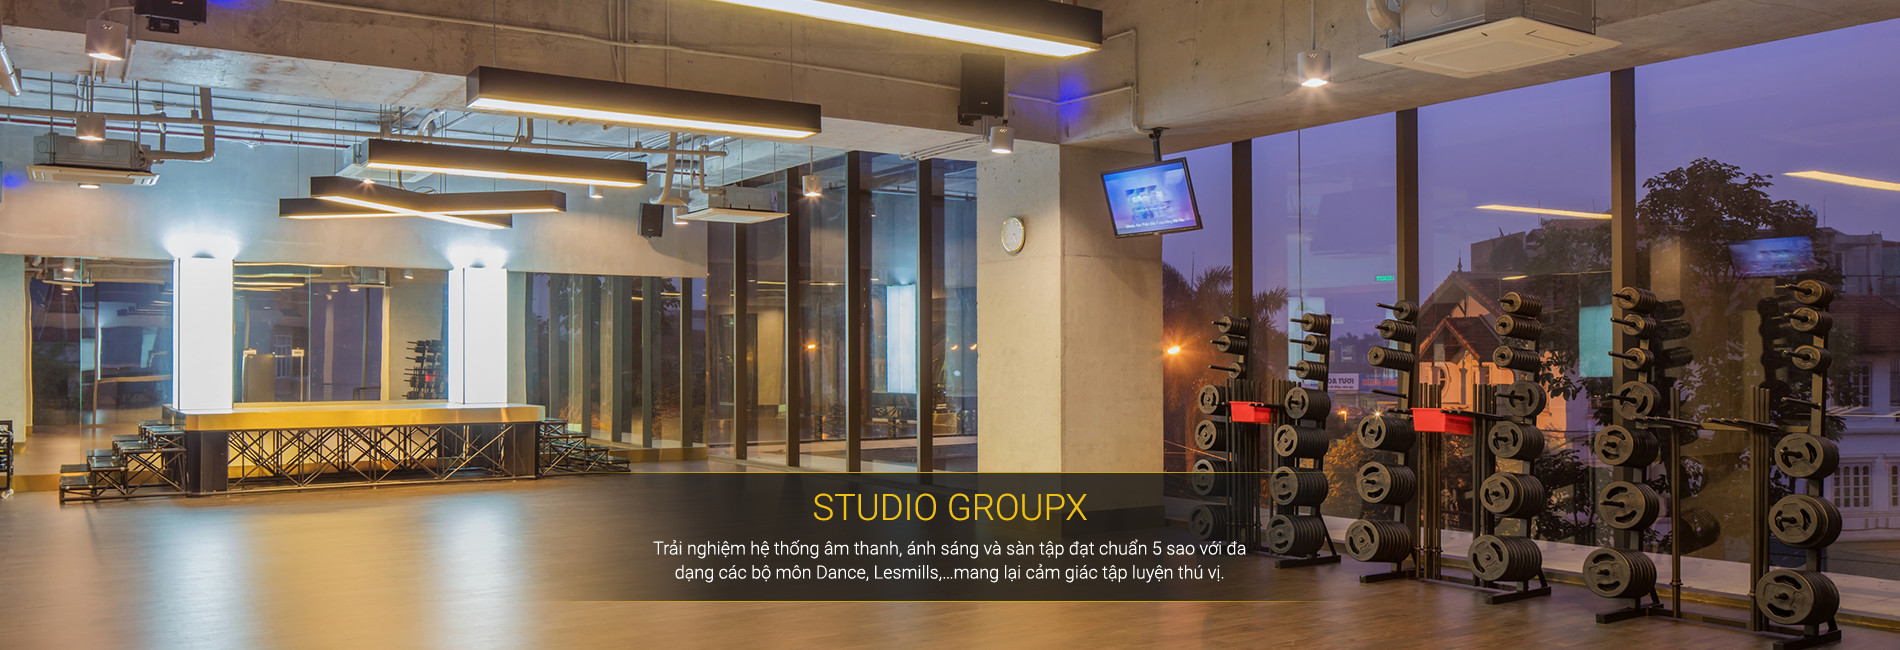 STUDIO GROUPX
Trải nghiệm hệ thống âm thanh, ánh sáng và sàn tập đạt chuẩn 5 sao với đa
dạng các bộ môn Dance, Lesmills,...mang lại cảm giác tập luyện thú vị.